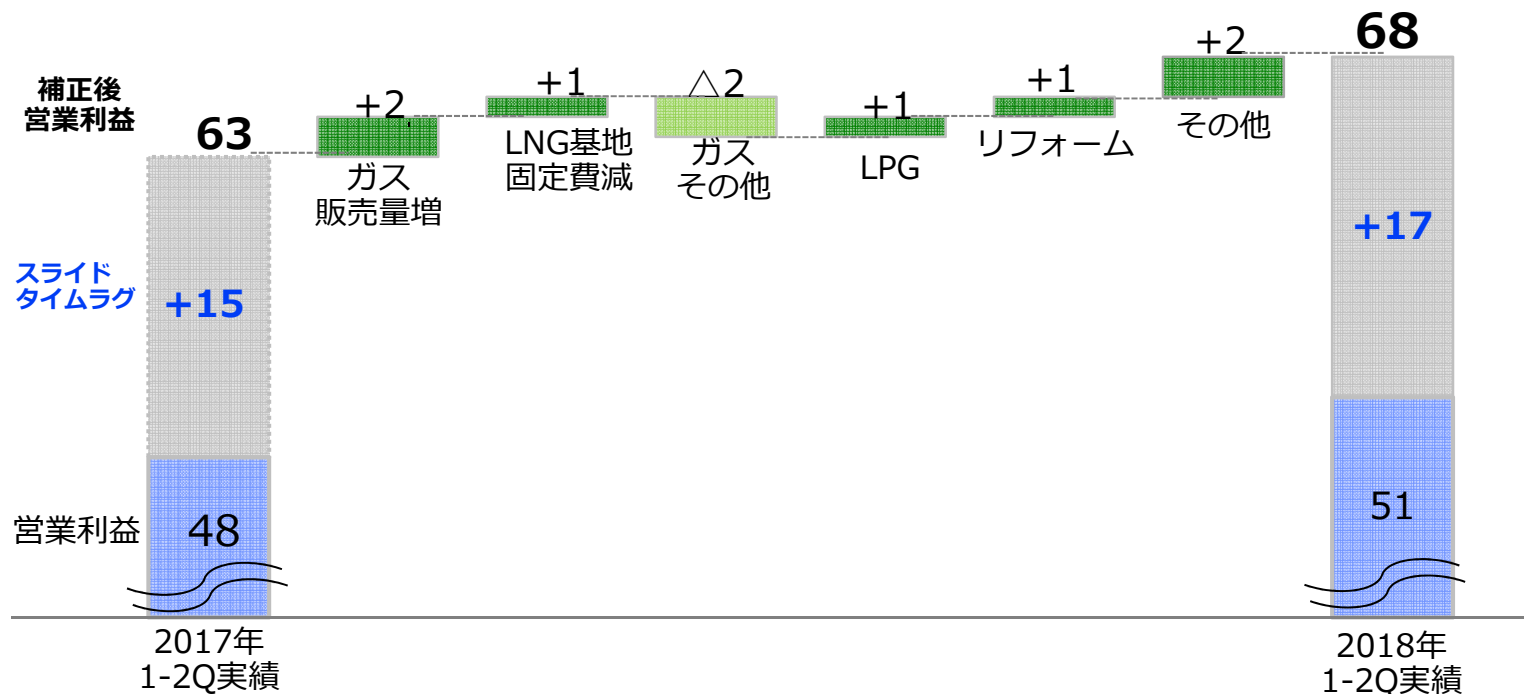 補正後
営業利益
63
+2
ガス
販売量増
+1
LNG基地
固定費減
△2
ガス
その他
+1
LPG
+1
リフォーム
+2
その他
68
スライド
タイムラグ
+15
+17
営業利益
48
51
2017年
1-2Q実績
2018年
1-2Q実績